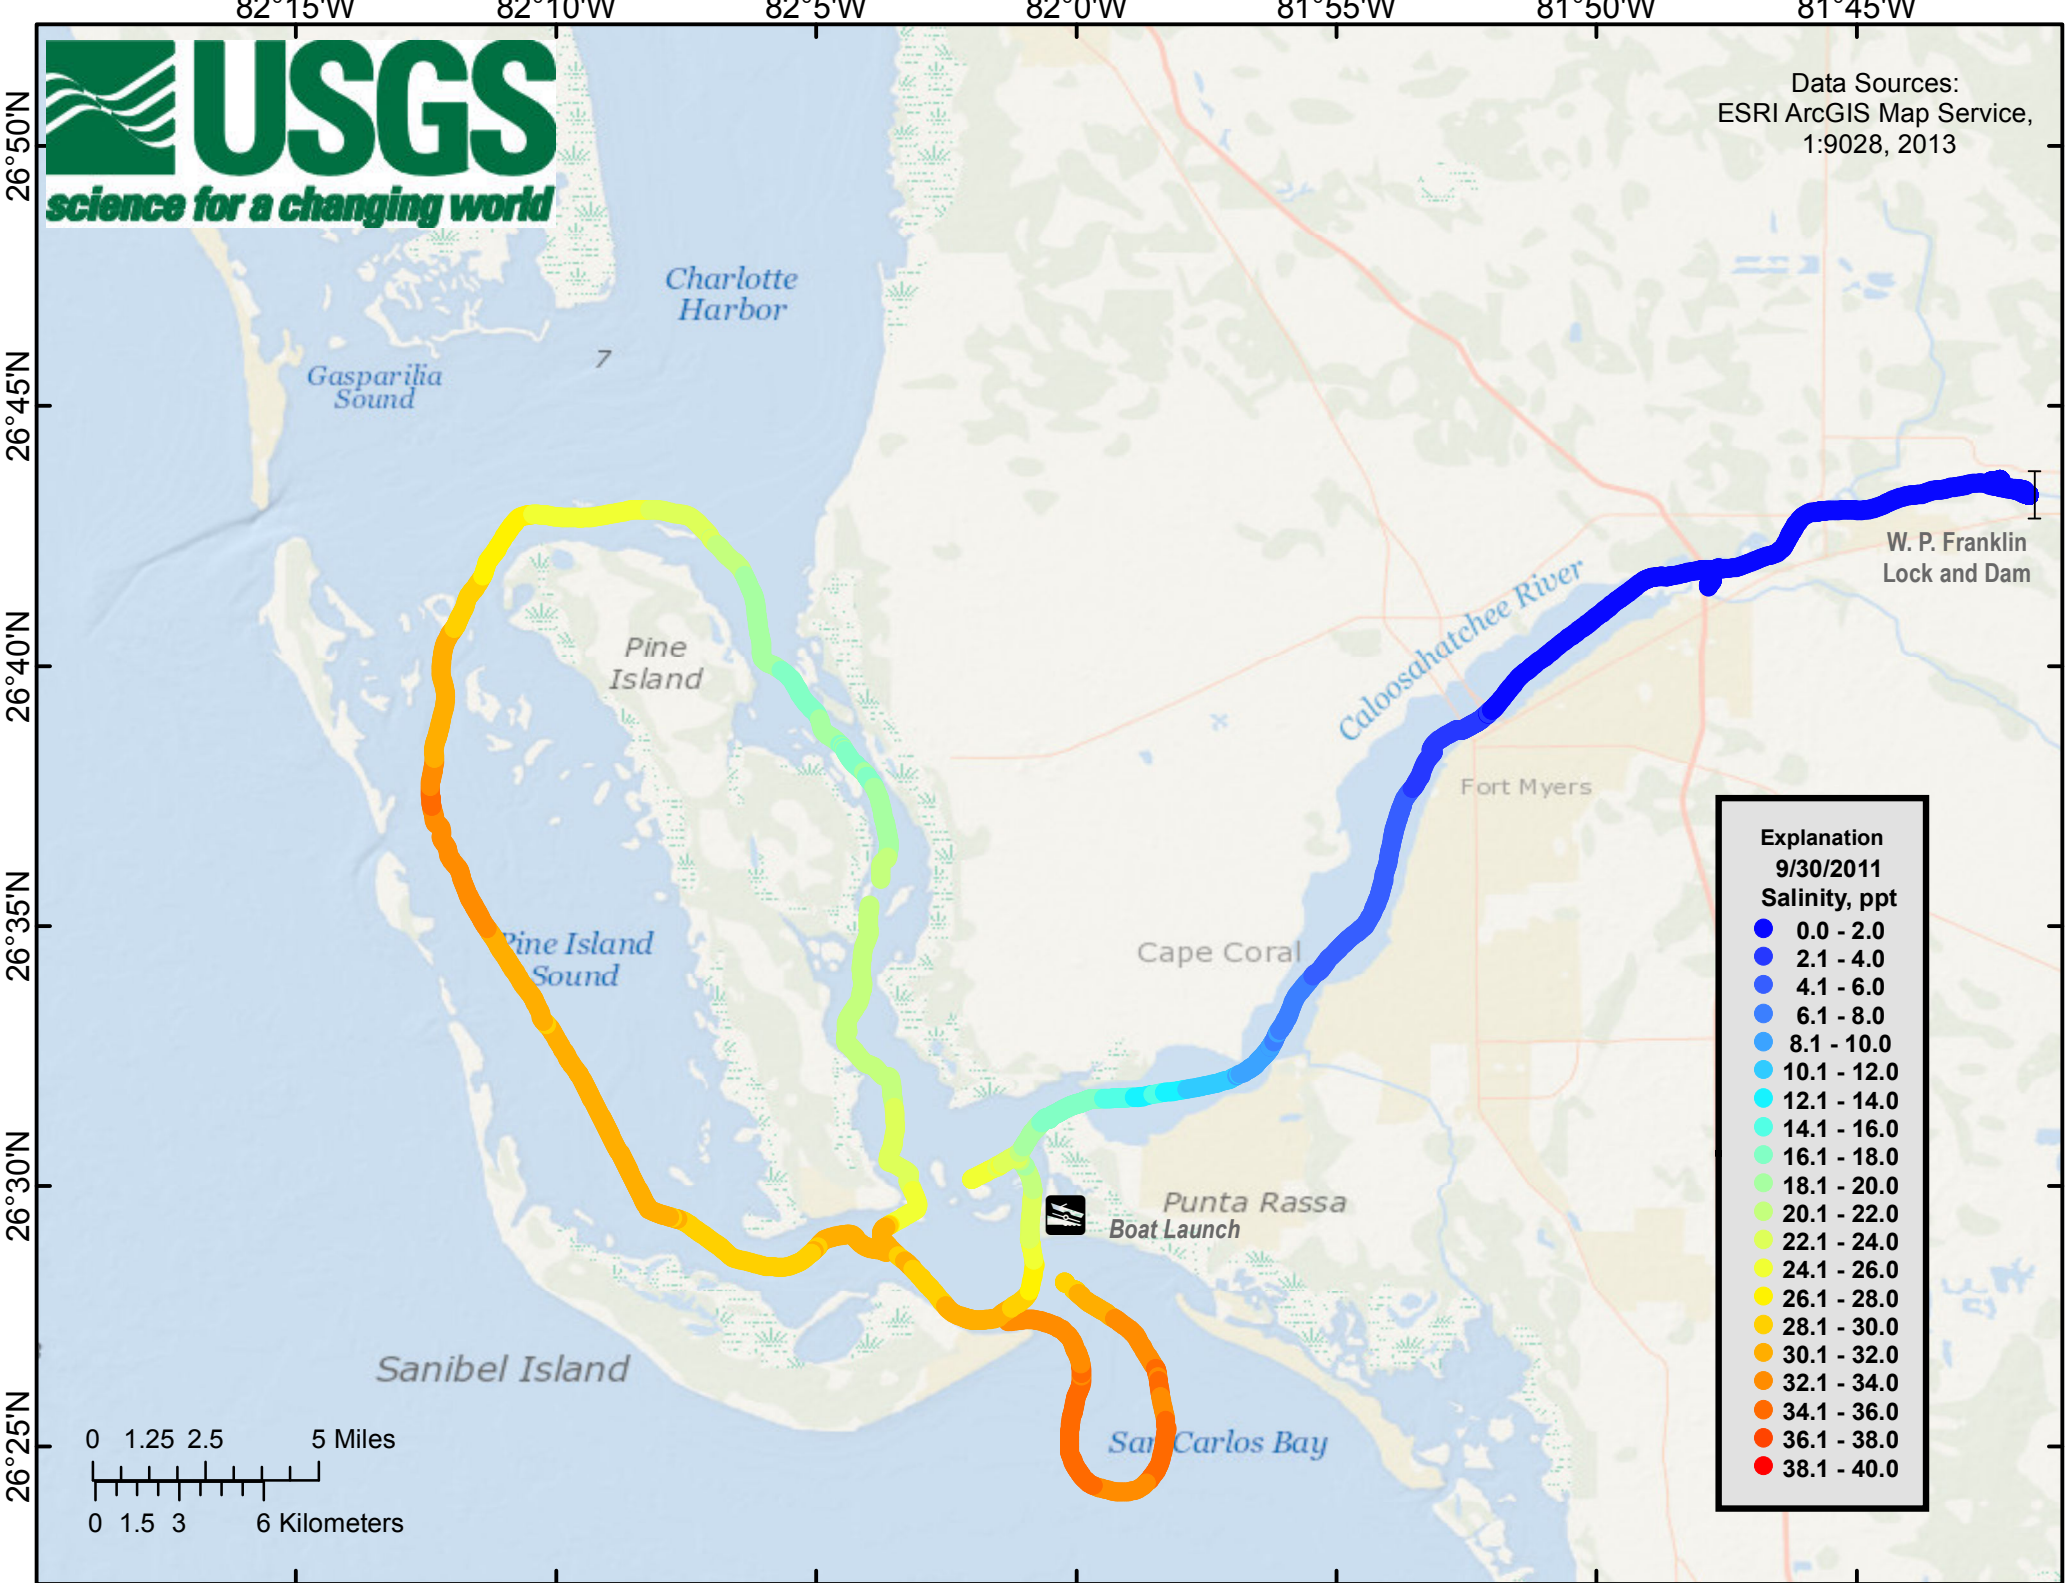 82°15'W 82°10'W 82°5'W 82°0'W 81°55'W 81°50'W 81°45'W
USGS
science for a changing world
Data Sources:
ESRI ArcGIS Map Service,
1:9028, 2013
26°50'N
26°45'N
26°40'N
26°35'N
26°30'N
26°25'N
Charlotte
Harbor
7
Gasparilla
Sound
W. P. Franklin
Lock and Dam
Caloosahatchee River
Pine
Island
Fort Myers
Pine Island
Sound
Cape Coral
Punta Rassa
Boat Launch
Sanibel Island
San Carlos Bay
Explanation
9/30/2011
Salinity, ppt
0.0 - 2.0
2.1 - 4.0
4.1 - 6.0
6.1 - 8.0
8.1 - 10.0
10.1 - 12.0
12.1 - 14.0
14.1 - 16.0
16.1 - 18.0
18.1 - 20.0
20.1 - 22.0
22.1 - 24.0
24.1 - 26.0
26.1 - 28.0
28.1 - 30.0
30.1 - 32.0
32.1 - 34.0
34.1 - 36.0
36.1 - 38.0
38.1 - 40.0
0 1.25 2.5 5 Miles
0 1.5 3 6 Kilometers